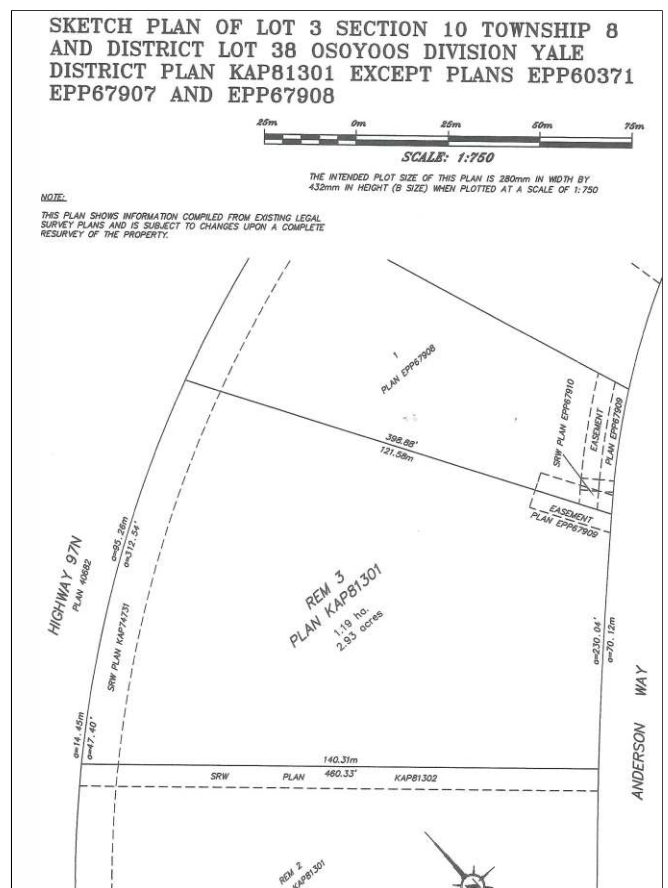 SKETCH PLAN OF LOT 3 SECTION 10 TOWNSHIP 8
AND DISTRICT LOT 38 OSOYOOS DIVISION YALE
DISTRICT PLAN KAP81301 EXCEPT PLANS EPP60371
EPP67907 AND EPP67908
25m 0m 25m 50m 75m
SCALE: 1:750
THE INTENDED PLOT SIZE OF THIS PLAN IS 280mm IN WIDTH BY
432mm IN HEIGHT (B SIZE) WHEN PLOTTED AT A SCALE OF 1:750
NOTE:
THIS PLAN SHOWS INFORMATION COMPILED FROM EXISTING LEGAL
SURVEY PLANS AND IS SUBJECT TO CHANGES UPON A COMPLETE
RESURVEY OF THE PROPERTY.
1
PLAN EPP67908
SRW PLAN EPP67910
EASEMENT
PLAN EPP67909
398.88'
121.58m
EASEMENT
PLAN EPP67909
HIGHWAY 97N
PLAN 40682
a=95.26m
a=312.54'
SRW PLAN KAP74731
REM 3
PLAN KAP81301
1.19 ha.
2.93 acres
a=230.04'
a=70.12m
ANDERSON WAY
a=14.45m
a=47.40'
140.31m
460.33'
SRW PLAN KAP81302
REM 2
KAP81301